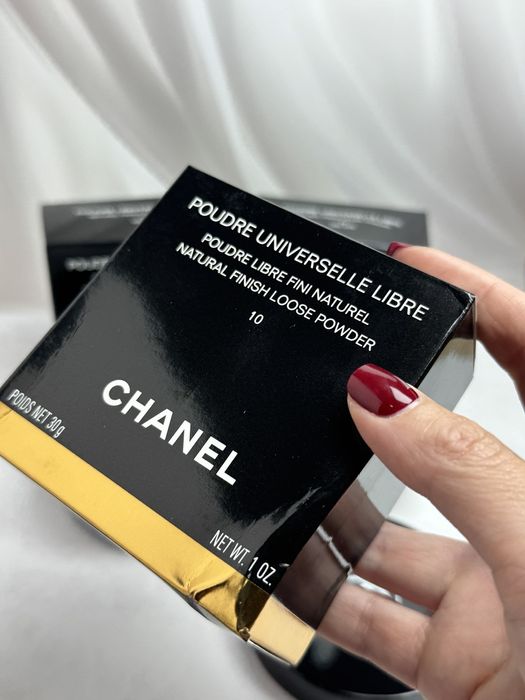 POUDRE UNIVERSELLE LIBRE
POUDRE LIBRE FINI NATUREL
NATURAL FINISH LOOSE POWDER
10
CHANEL
POIDS NET 30 g
NET WT. 1 OZ.